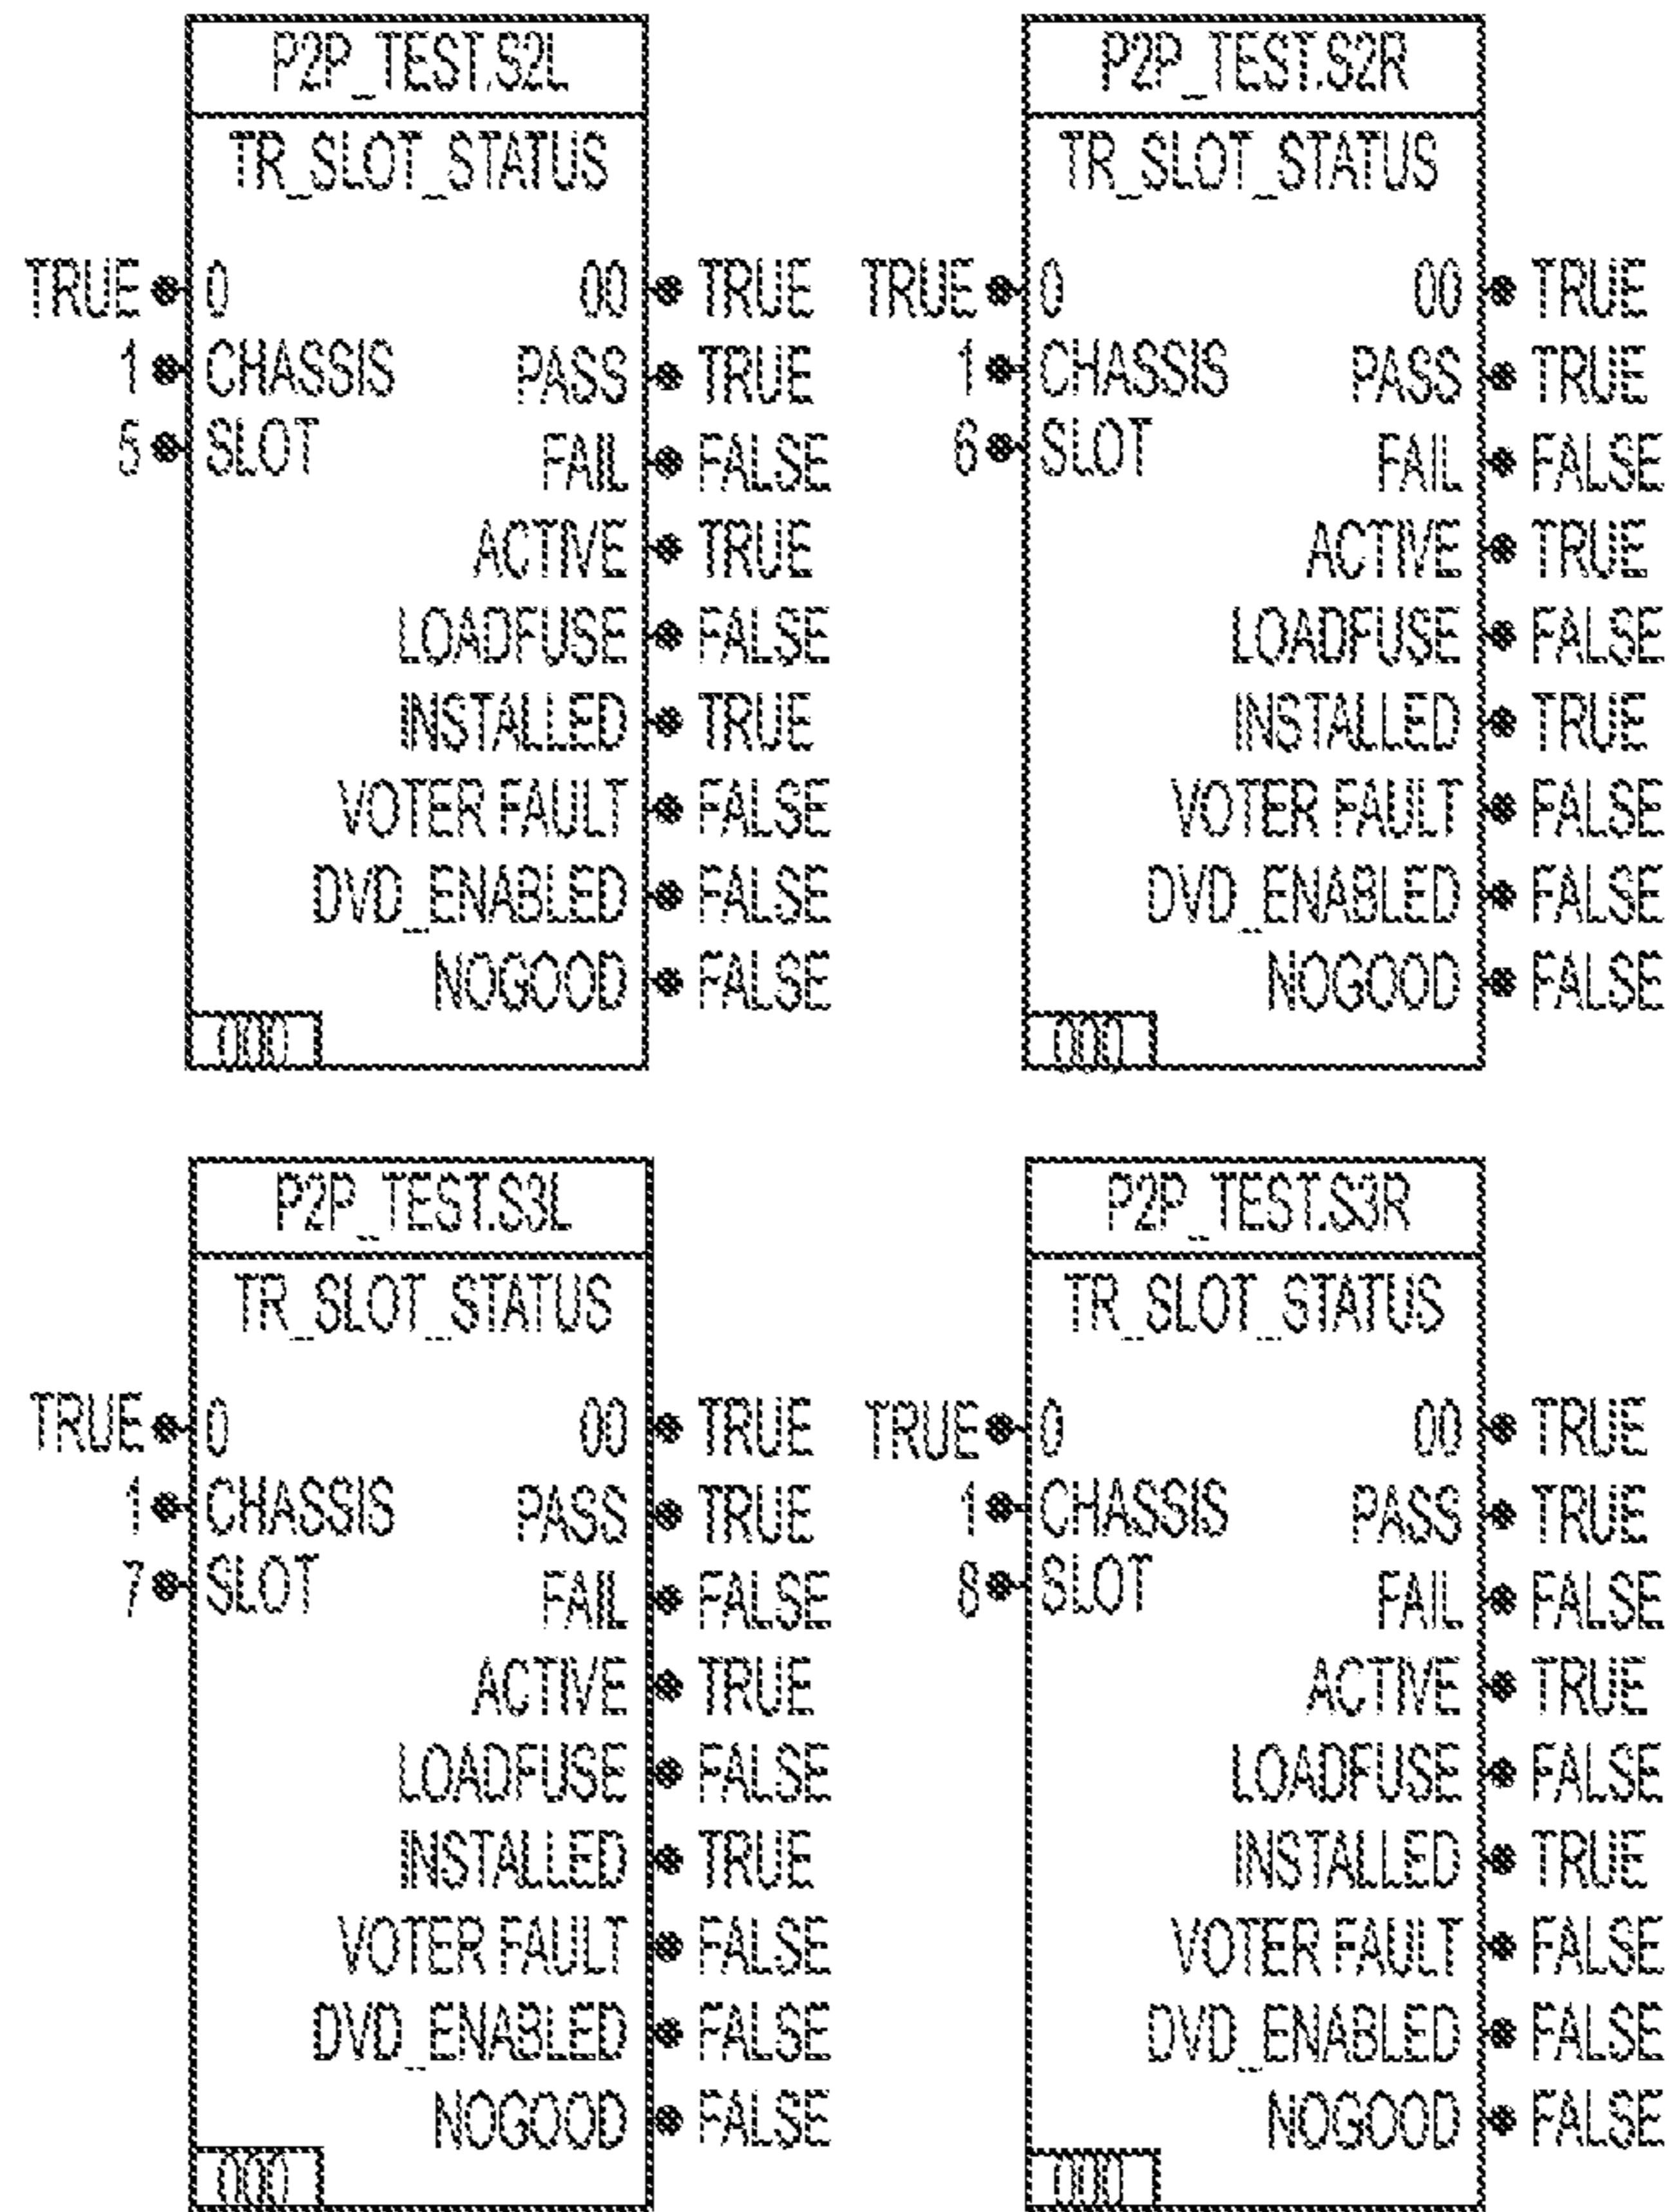 P2P_TEST.S2L
TR_SLOT_STATUS
TRUE 0 00 TRUE
1 CHASSIS PASS TRUE
5 SLOT FAIL FALSE
ACTIVE TRUE
LOADFUSE FALSE
INSTALLED TRUE
VOTER FAULT FALSE
DVD_ENABLED FALSE
NOGOOD FALSE
000
P2P_TEST.S2R
TR_SLOT_STATUS
TRUE 0 00 TRUE
1 CHASSIS PASS TRUE
6 SLOT FAIL FALSE
ACTIVE TRUE
LOADFUSE FALSE
INSTALLED TRUE
VOTER FAULT FALSE
DVD_ENABLED FALSE
NOGOOD FALSE
000
P2P_TEST.S3L
TR_SLOT_STATUS
TRUE 0 00 TRUE
1 CHASSIS PASS TRUE
7 SLOT FAIL FALSE
ACTIVE TRUE
LOADFUSE FALSE
INSTALLED TRUE
VOTER FAULT FALSE
DVD_ENABLED FALSE
NOGOOD FALSE
000
P2P_TEST.S3R
TR_SLOT_STATUS
TRUE 0 00 TRUE
1 CHASSIS PASS TRUE
8 SLOT FAIL FALSE
ACTIVE TRUE
LOADFUSE FALSE
INSTALLED TRUE
VOTER FAULT FALSE
DVD_ENABLED FALSE
NOGOOD FALSE
000